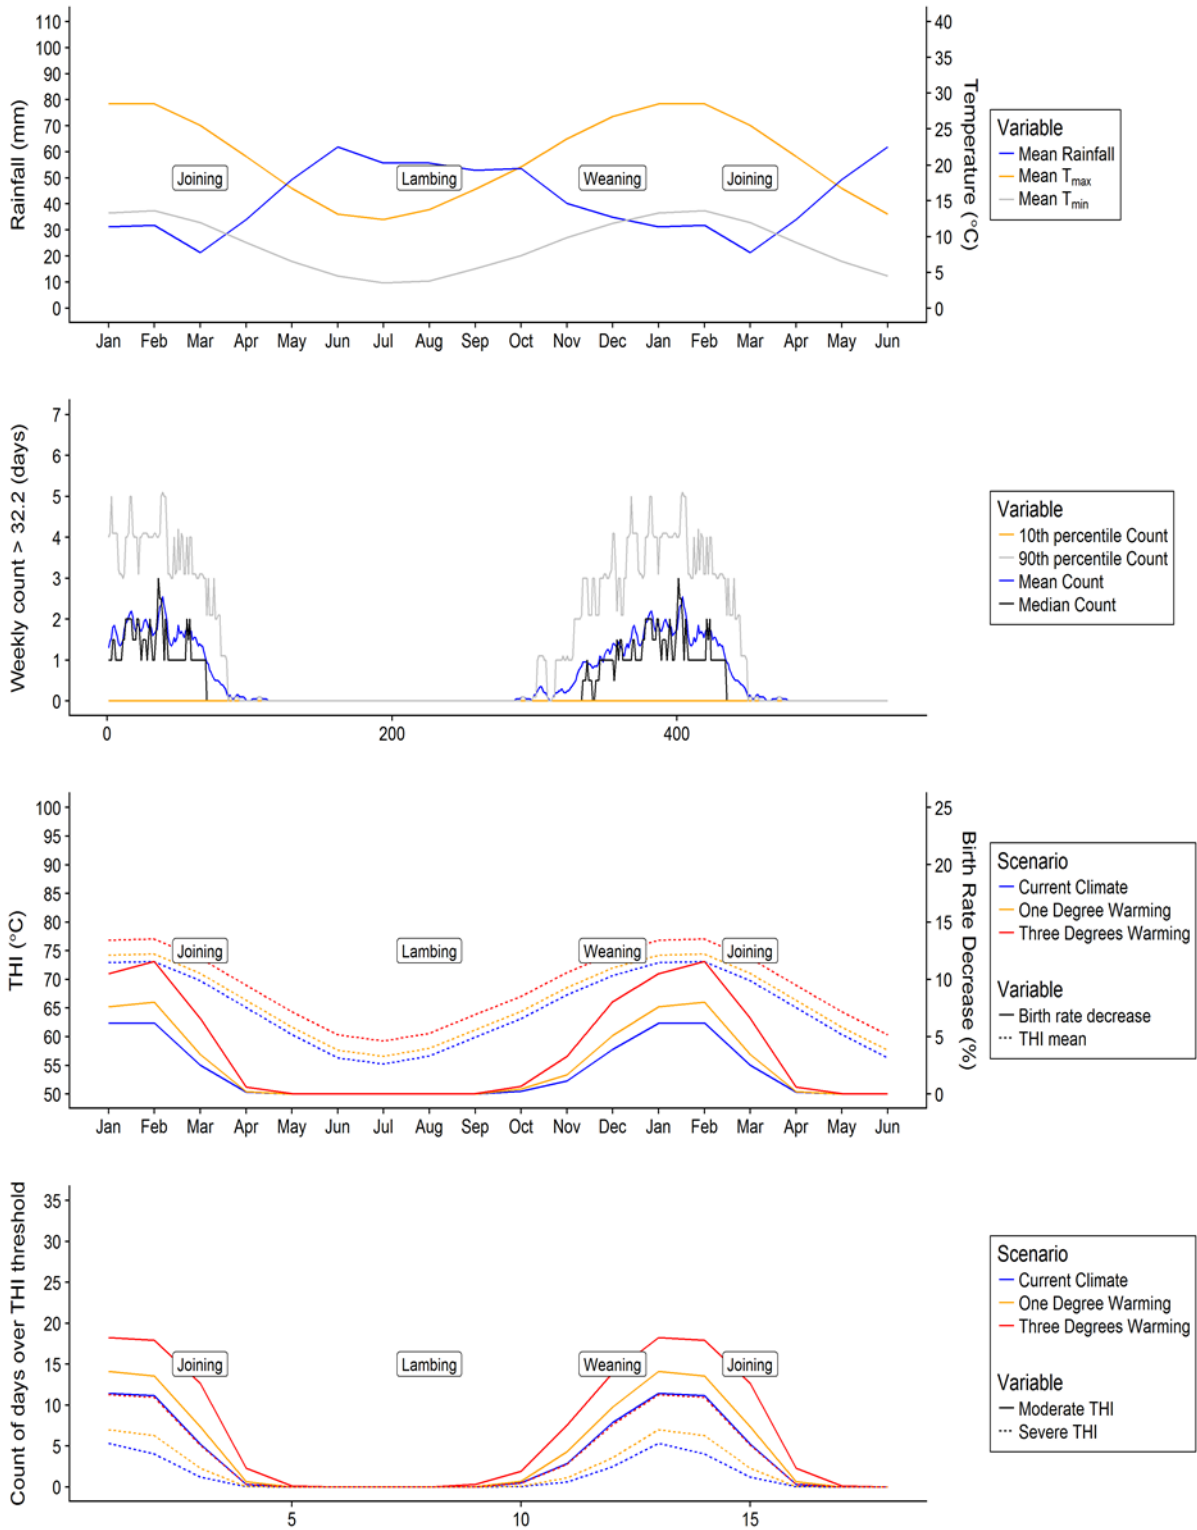 Rainfall (mm)
110
100
90
80
70
60
50
40
30
20
10
0
Joining
Lambing
Weaning
Joining
40
35
30
25
20
15
10
5
0
Temperature (°C)
Jan Feb Mar Apr May Jun Jul Aug Sep Oct Nov Dec Jan Feb Mar Apr May Jun
Variable
Mean Rainfall
Mean Tmax
Mean Tmin
Weekly count > 32.2 (days)
7
6
5
4
3
2
1
0
0 200 400
Variable
10th percentile Count
90th percentile Count
Mean Count
Median Count
THI (°C)
100
95
90
85
80
75
70
65
60
55
50
Joining
Lambing
Weaning
Joining
25
20
15
10
5
0
Birth Rate Decrease (%)
Jan Feb Mar Apr May Jun Jul Aug Sep Oct Nov Dec Jan Feb Mar Apr May Jun
Scenario
Current Climate
One Degree Warming
Three Degrees Warming
Variable
Birth rate decrease
THI mean
Count of days over THI threshold
35
30
25
20
15
10
5
0
Joining
Lambing
Weaning
Joining
5 10 15
Scenario
Current Climate
One Degree Warming
Three Degrees Warming
Variable
Moderate THI
Severe THI